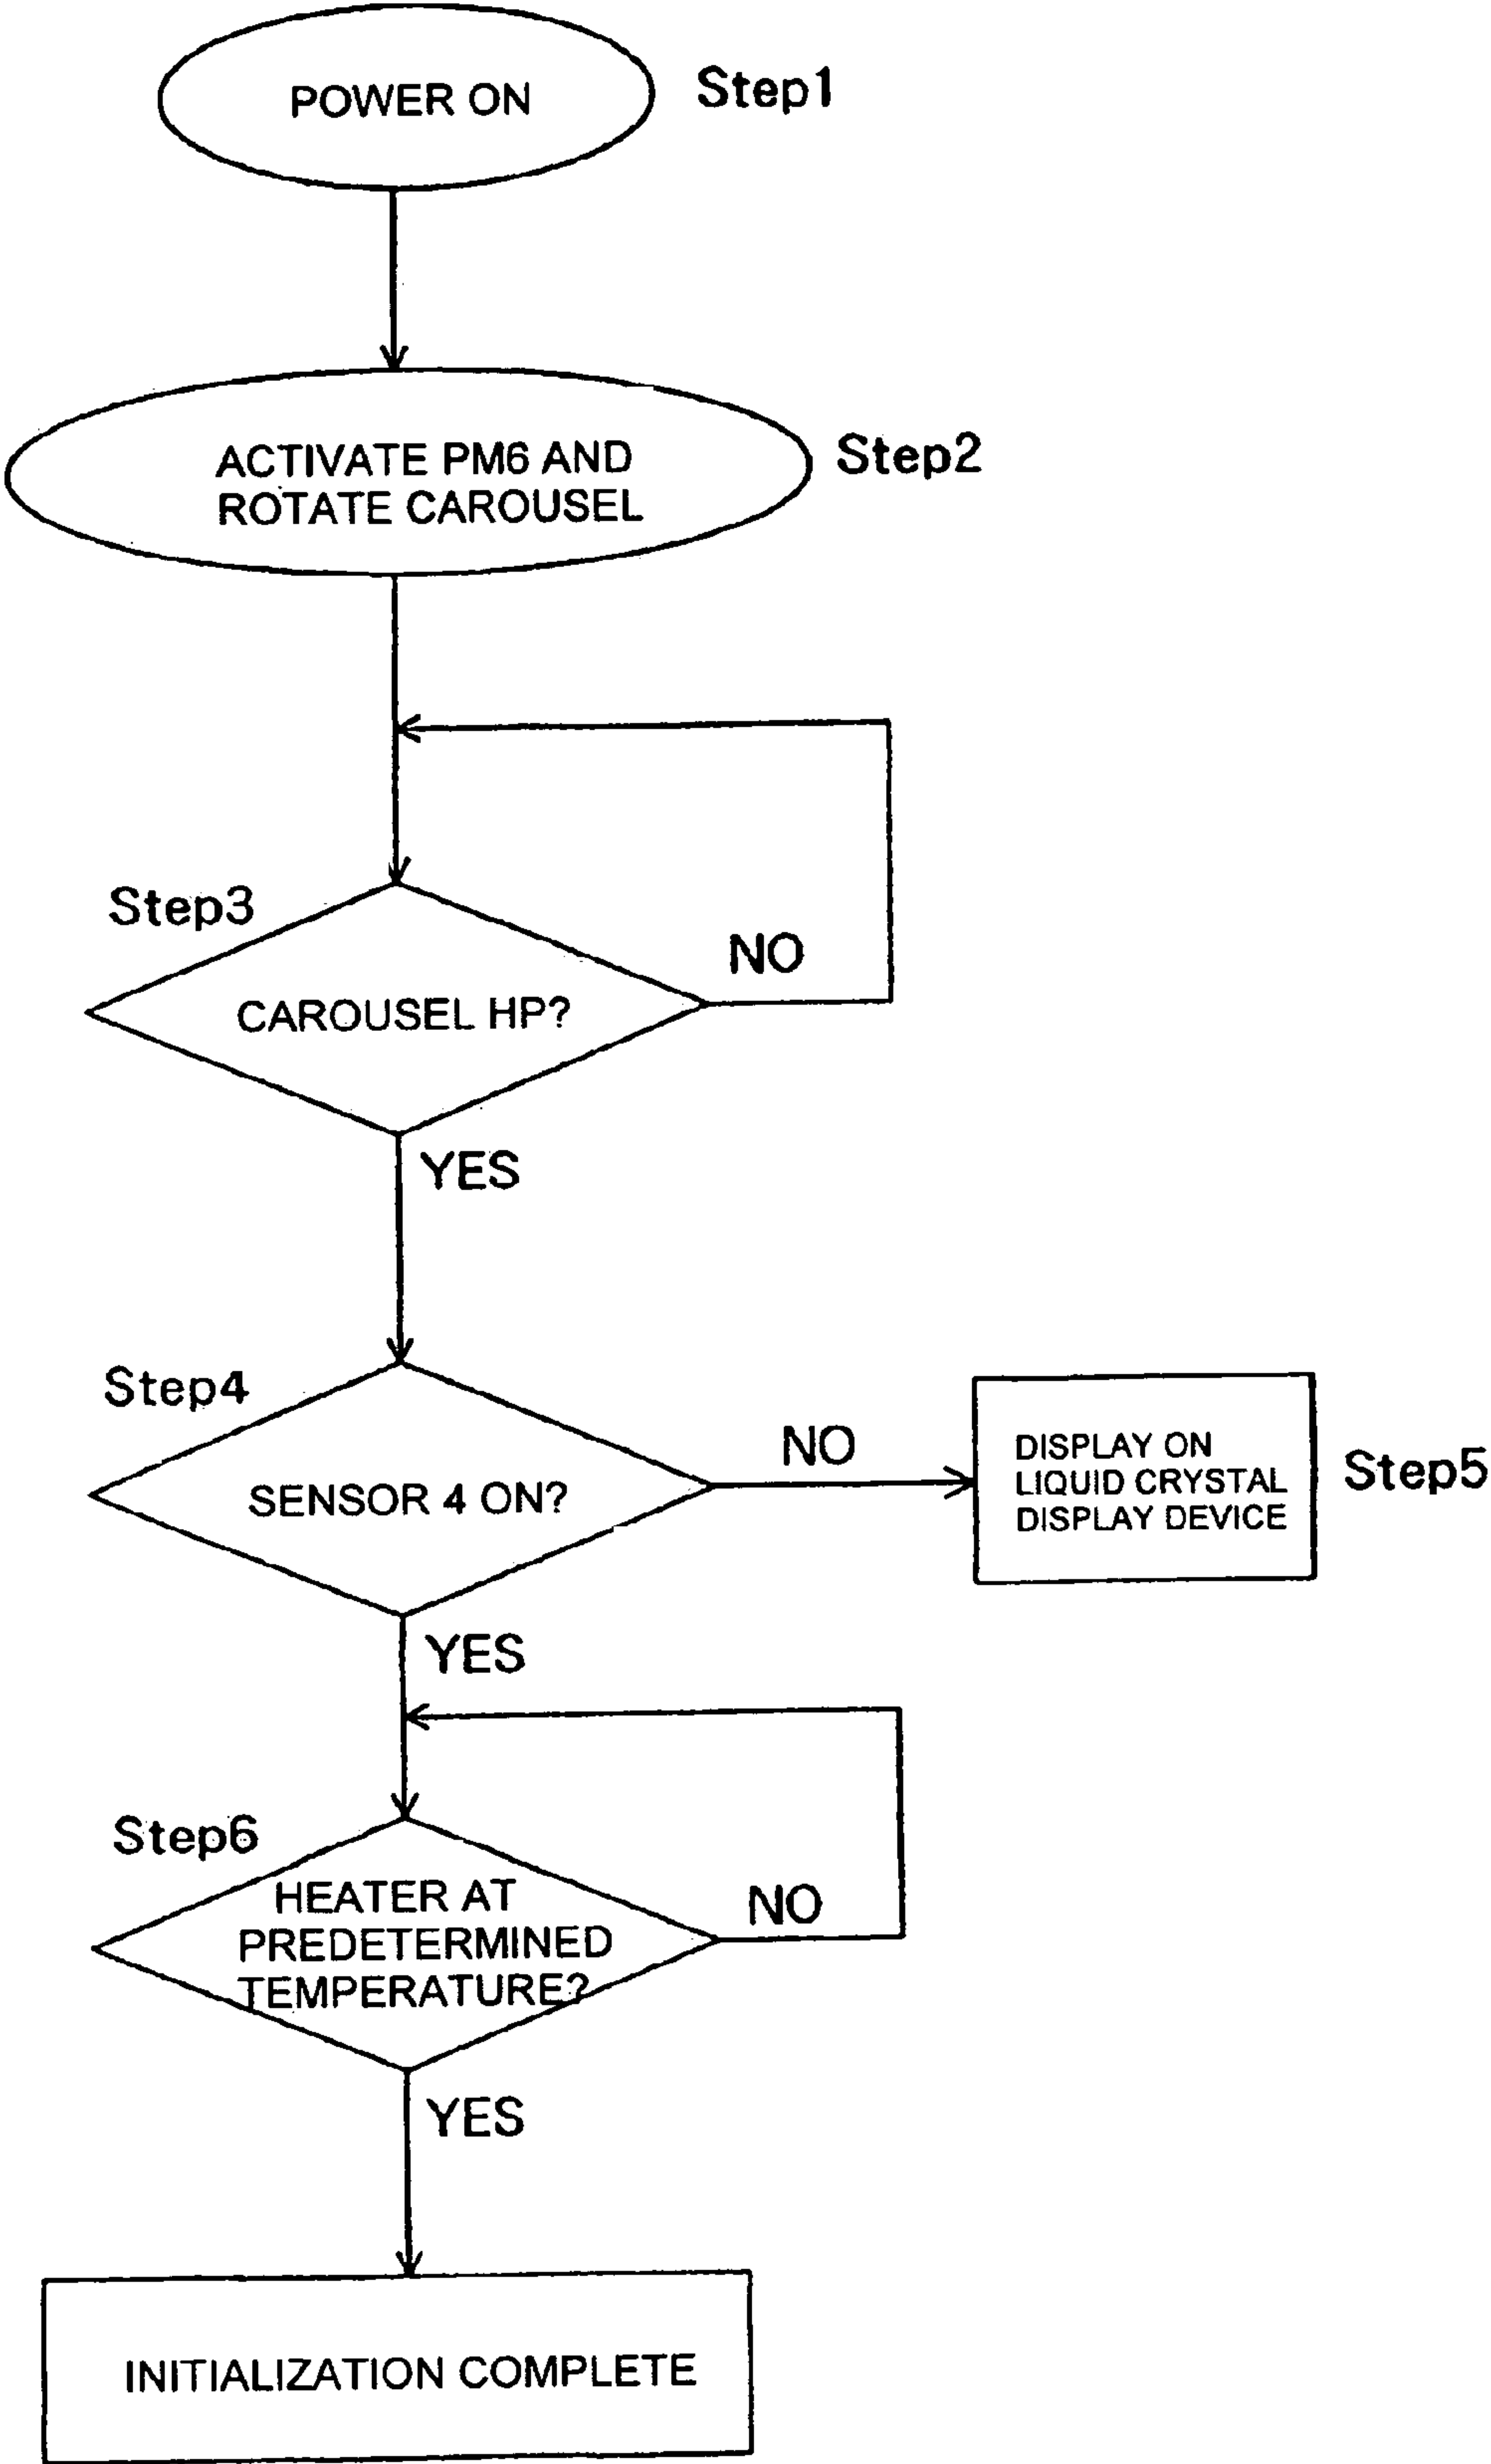 POWER ON
Step1
ACTIVATE PM6 AND
ROTATE CAROUSEL
Step2
Step3
NO
CAROUSEL HP?
YES
Step4
NO
SENSOR 4 ON?
DISPLAY ON
LIQUID CRYSTAL
DISPLAY DEVICE
Step5
YES
Step6
HEATER AT
PREDETERMINED
TEMPERATURE?
NO
YES
INITIALIZATION COMPLETE